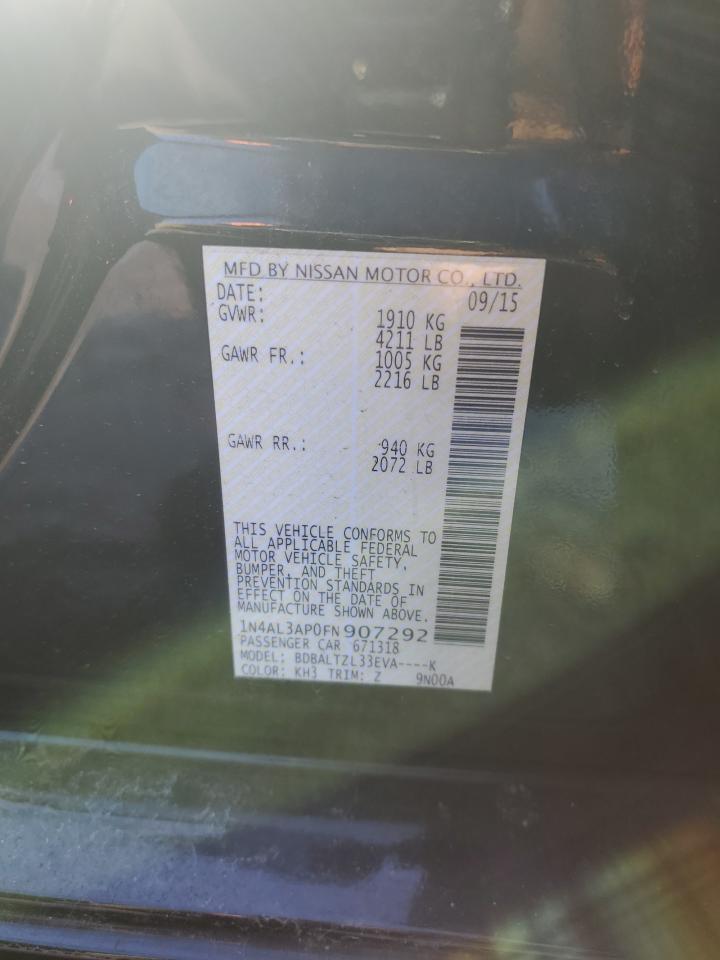 MFD BY NISSAN MOTOR CO., LTD.
DATE: 09/15
GVWR: 1910 KG
4211 LB
GAWR FR.: 1005 KG
2216 LB
GAWR RR.: 940 KG
2072 LB
THIS VEHICLE CONFORMS TO
ALL APPLICABLE FEDERAL
MOTOR VEHICLE SAFETY,
BUMPER, AND THEFT
PREVENTION STANDARDS IN
EFFECT ON THE DATE OF
MANUFACTURE SHOWN ABOVE.
1N4AL3AP0FN907292
PASSENGER CAR 671318
MODEL: BDBALTZL33EVA----K
COLOR: KH3 TRIM: Z 9N00A